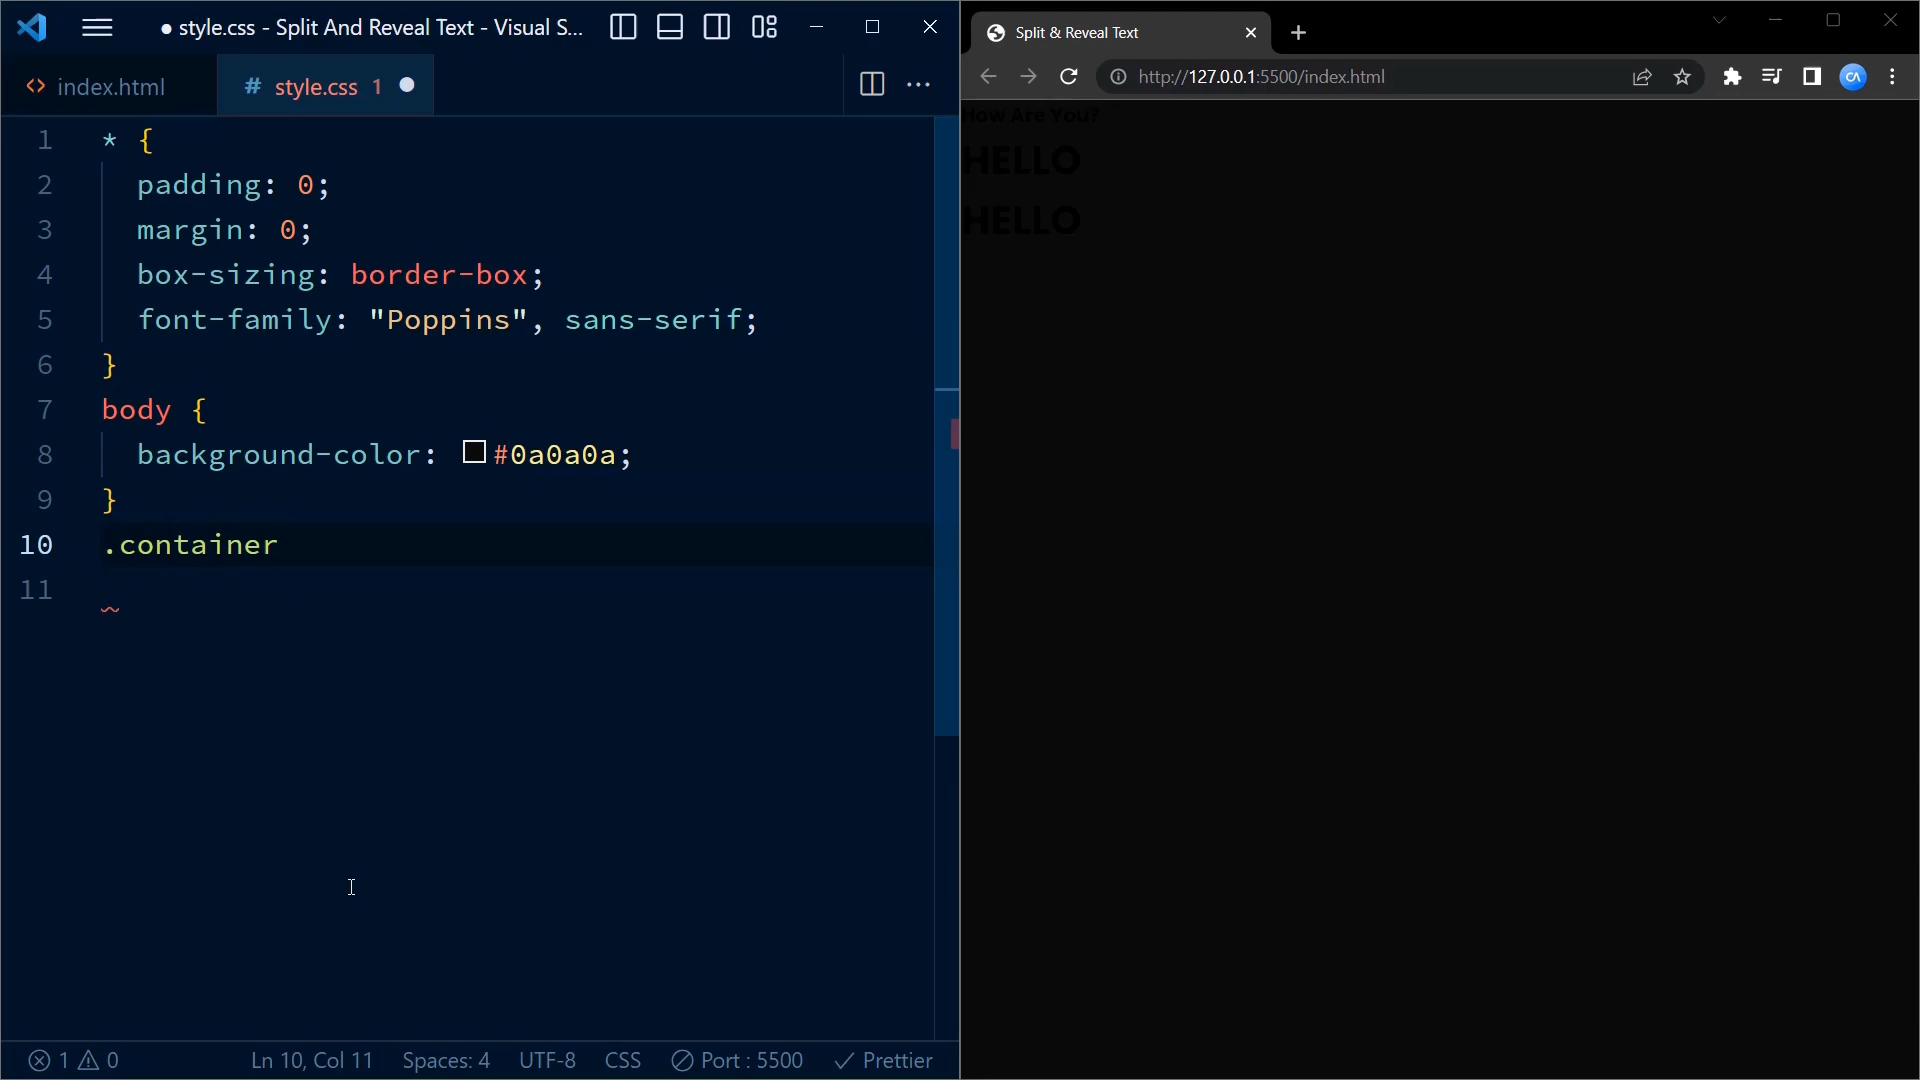 ● style.css - Split And Reveal Text - Visual S...
index.html
# style.css 1 ●
1 * {
2 padding: 0;
3 margin: 0;
4 box-sizing: border-box;
5 font-family: "Poppins", sans-serif;
6 }
7 body {
8 background-color: #0a0a0a;
9 }
10 .container
11
1 0 Ln 10, Col 11 Spaces: 4 UTF-8 CSS Port : 5500 Prettier
Split & Reveal Text
http://127.0.0.1:5500/index.html
CA
How Are You?
HELLO
HELLO